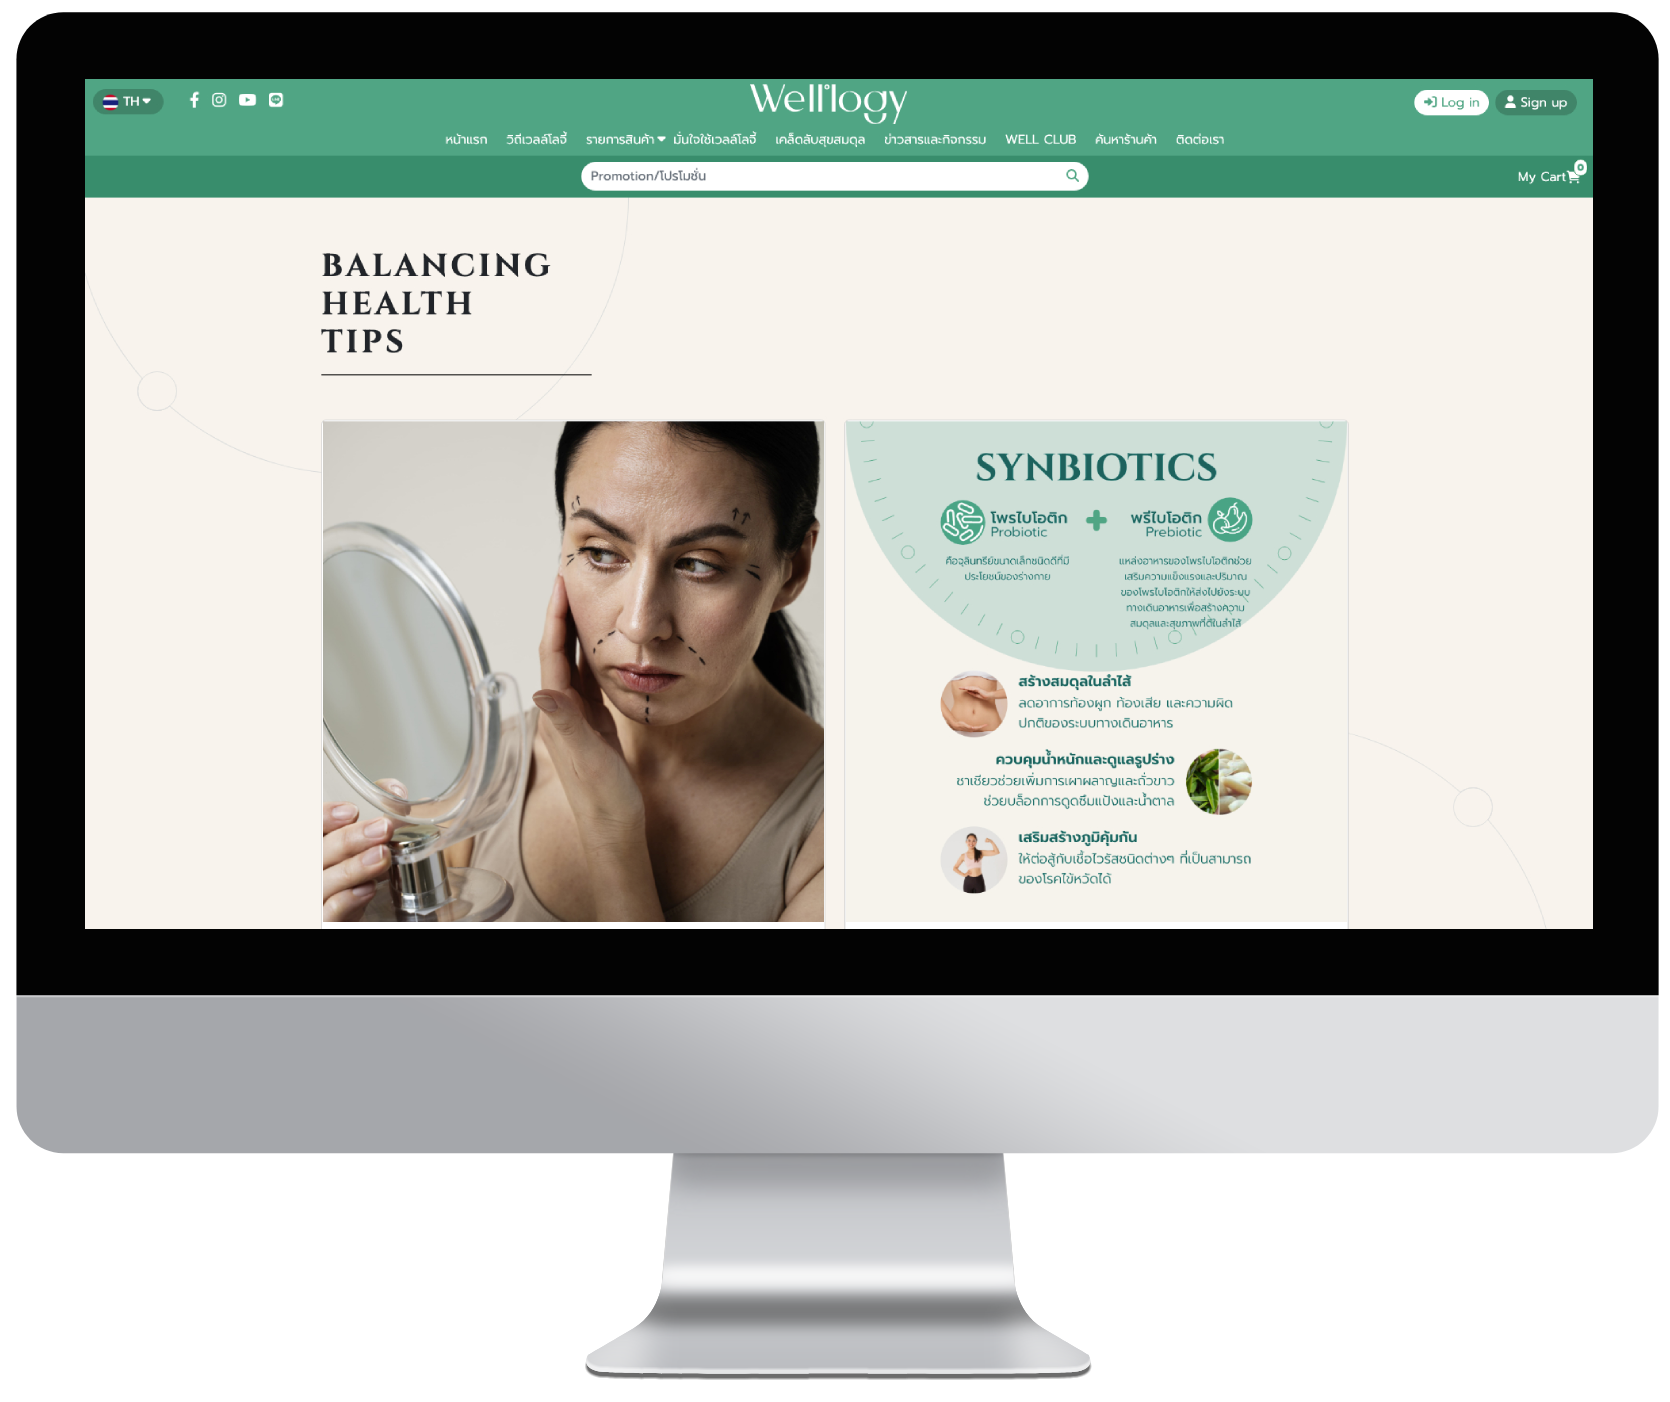 TH
Well'logy
Log in
Sign up
หน้าแรก วิถีเวลล์โลจี้ รายการสินค้า มั่นใจใช้เวลล์โลจี้ เคล็ดลับสุขสมดุล ข่าวสารและกิจกรรม WELL CLUB ค้นหาร้านค้า ติดต่อเรา
Promotion/โปรโมชั่น
My Cart
0
BALANCING
HEALTH
TIPS
SYNBIOTICS
โพรไบโอติก
Probiotic
คือจุลินทรีย์ขนาดเล็กชนิดดีที่มี
ประโยชน์ของร่างกาย
พรีไบโอติก
Prebiotic
แหล่งอาหารของโพรไบโอติกช่วย
เสริมความแข็งแรงและปริมาณ
ของโพรไบโอติกให้ส่งไปยังระบบ
ทางเดินอาหารเพื่อสร้างความ
สมดุลและสุขภาพที่ดีในลำไส้
สร้างสมดุลในลำไส้
ลดอาการท้องผูก ท้องเสีย และความผิด
ปกติของระบบทางเดินอาหาร
ควบคุมน้ำหนักและดูแลรูปร่าง
ชาเขียวช่วยเพิ่มการเผาผลาญและถั่วขาว
ช่วยบล็อกการดูดซึมแป้งและน้ำตาล
เสริมสร้างภูมิคุ้มกัน
ให้ต่อสู้กับเชื้อไวรัสชนิดต่างๆ ที่เป็นสามารถ
ของโรคไข้หวัดได้